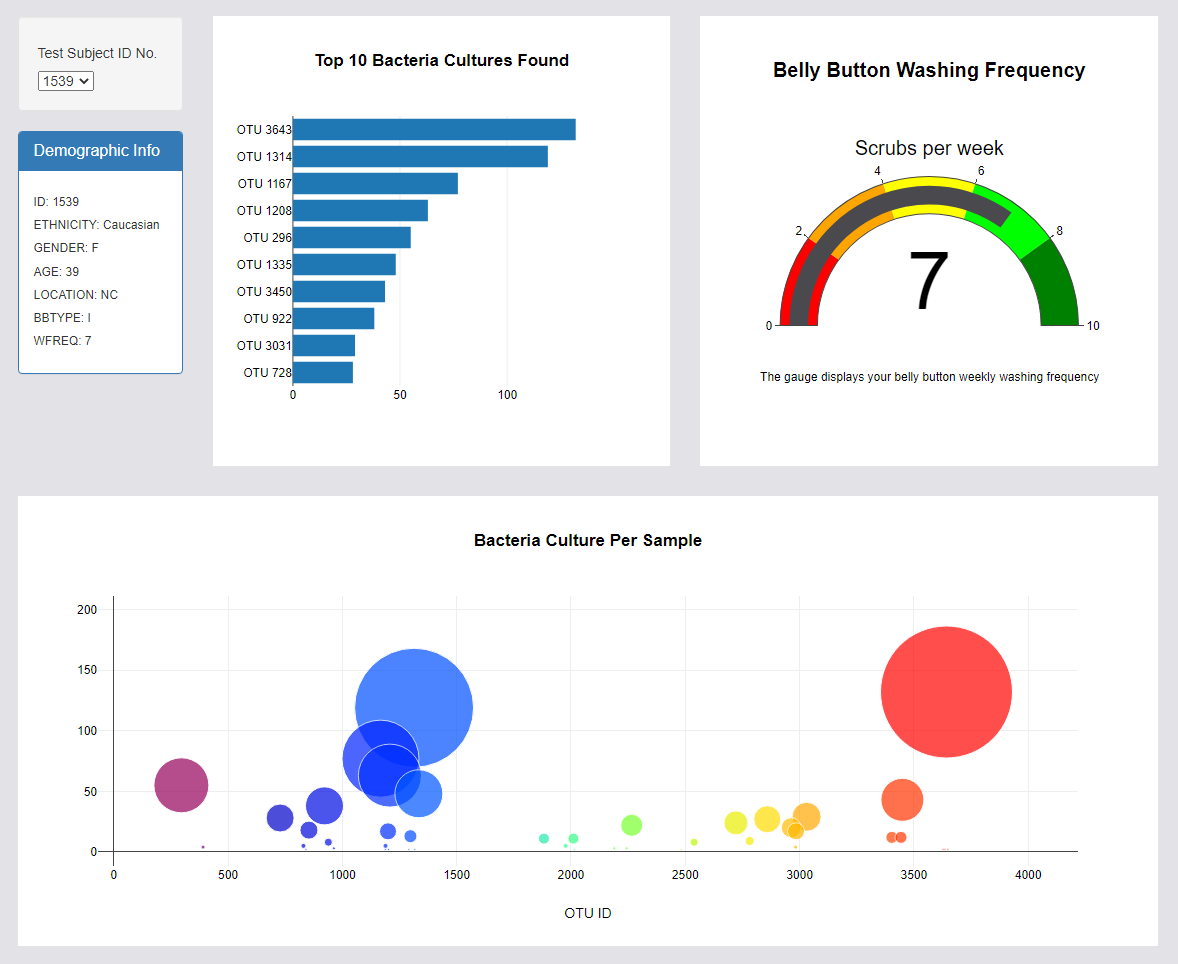 Test Subject ID No.
1539
Demographic Info
ID: 1539
ETHNICITY: Caucasian
GENDER: F
AGE: 39
LOCATION: NC
BBTYPE: I
WFREQ: 7
Top 10 Bacteria Cultures Found
OTU 3643
OTU 1314
OTU 1167
OTU 1208
OTU 296
OTU 1335
OTU 3450
OTU 922
OTU 3031
OTU 728
0 50 100
Belly Button Washing Frequency
Scrubs per week
4 6
2 8
7
0 10
The gauge displays your belly button weekly washing frequency
Bacteria Culture Per Sample
200
150
100
50
0
0 500 1000 1500 2000 2500 3000 3500 4000
OTU ID